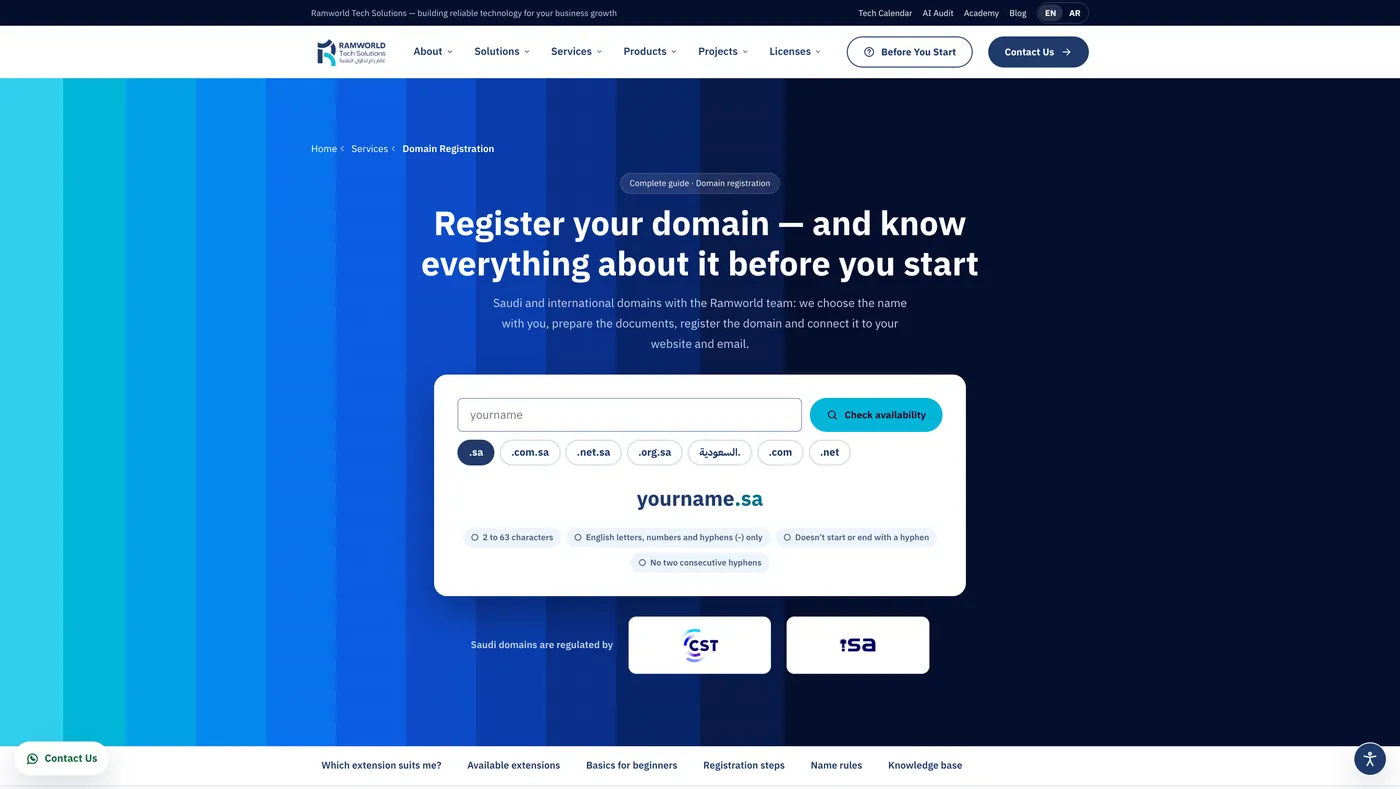 Ramworld Tech Solutions — building reliable technology for your business growth
Tech Calendar AI Audit Academy Blog EN AR
RAMWORLD
Tech Solutions
عالم رام للحلول التقنية
About Solutions Services Products Projects Licenses Before You Start Contact Us
Home Services Domain Registration
Complete guide · Domain registration
Register your domain — and know
everything about it before you start
Saudi and international domains with the Ramworld team: we choose the name
with you, prepare the documents, register the domain and connect it to your
website and email.
yourname Check availability
.sa .com.sa .net.sa .org.sa .السعودية .com .net
yourname.sa
2 to 63 characters English letters, numbers and hyphens (-) only Doesn't start or end with a hyphen
No two consecutive hyphens
Saudi domains are regulated by CST sa
Contact Us
Which extension suits me? Available extensions Basics for beginners Registration steps Name rules Knowledge base